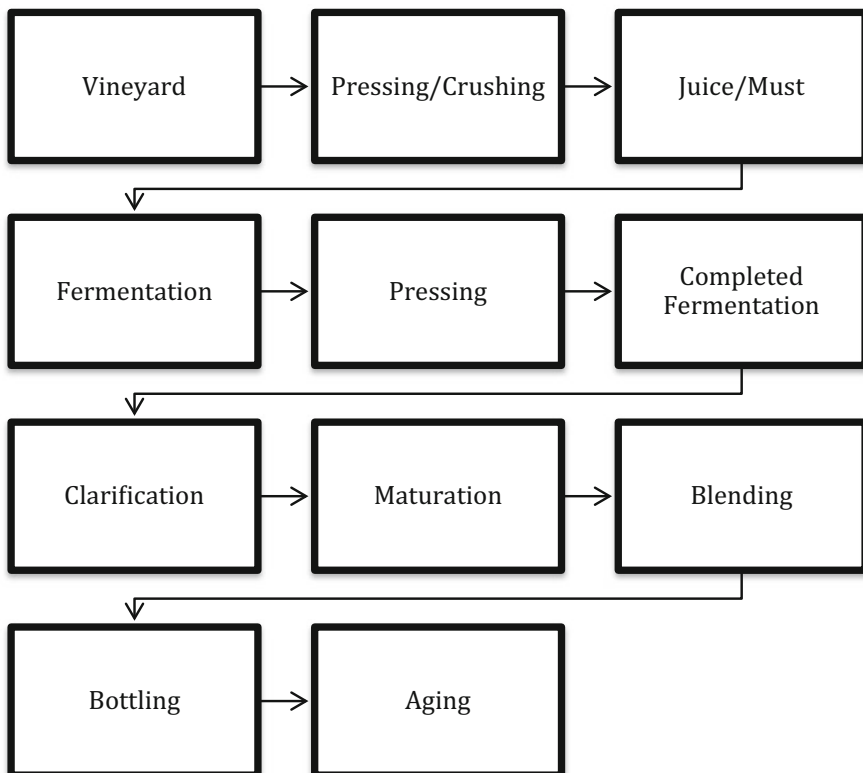 Vineyard
Pressing/Crushing
Juice/Must
Fermentation
Pressing
Completed
Fermentation
Clarification
Maturation
Blending
Bottling
Aging